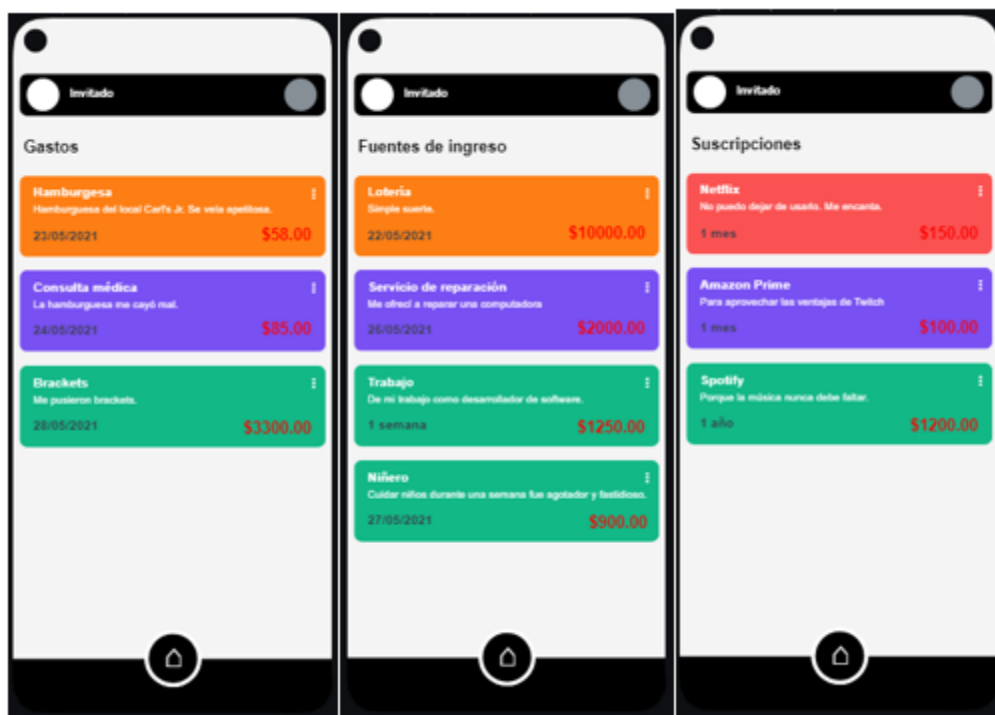 Invitado
Gastos
Hamburgesa
Hamburguesa del local Carl's Jr. Se veía apetitosa.
23/05/2021 $58.00
Consulta médica
La hamburguesa me cayó mal.
24/05/2021 $85.00
Brackets
Me pusieron brackets.
28/05/2021 $3300.00
Invitado
Fuentes de ingreso
Lotería
Simple suerte.
22/05/2021 $10000.00
Servicio de reparación
Me ofrecí a reparar una computadora
26/05/2021 $2000.00
Trabajo
De mi trabajo como desarrollador de software.
1 semana $1250.00
Niñero
Cuidar niños durante una semana fue agotador y fastidioso.
27/05/2021 $900.00
Invitado
Suscripciones
Netflix
No puedo dejar de usarlo. Me encanta.
1 mes $150.00
Amazon Prime
Para aprovechar las ventajas de Twitch
1 mes $100.00
Spotify
Porque la música nunca debe faltar.
1 año $1200.00